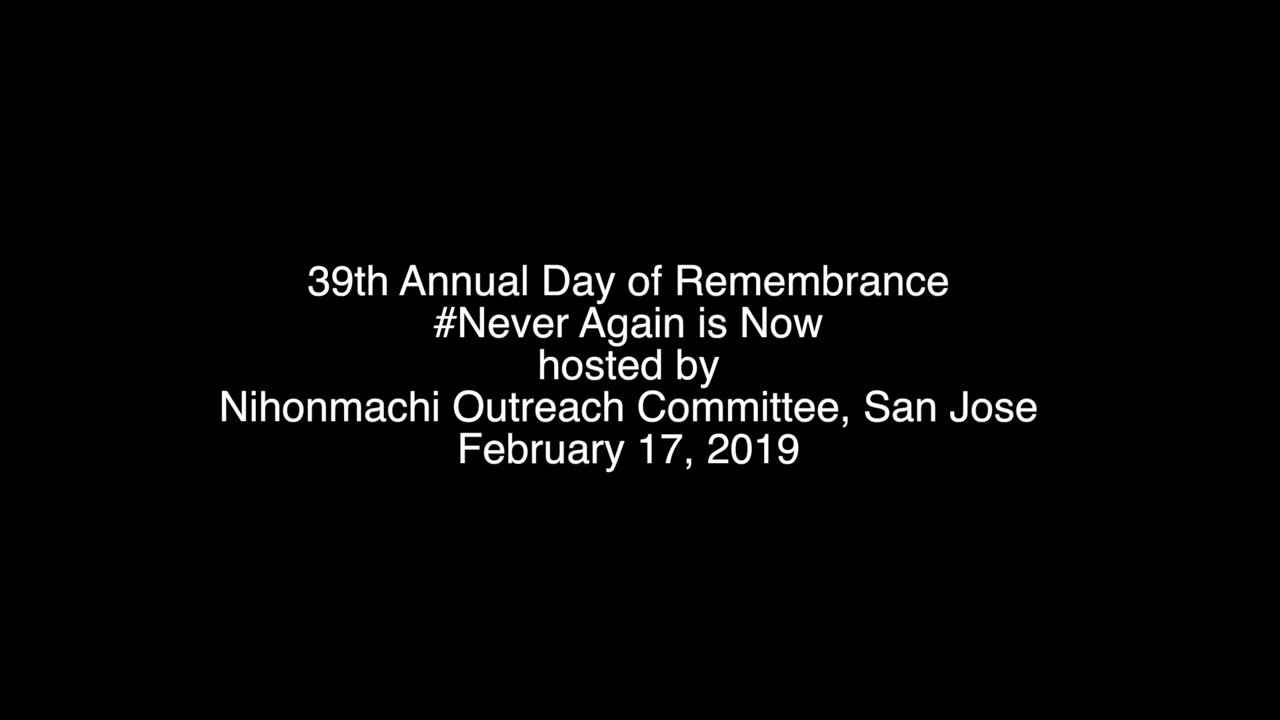 39th Annual Day of Remembrance
#Never Again is Now
hosted by
Nihonmachi Outreach Committee, San Jose
February 17, 2019